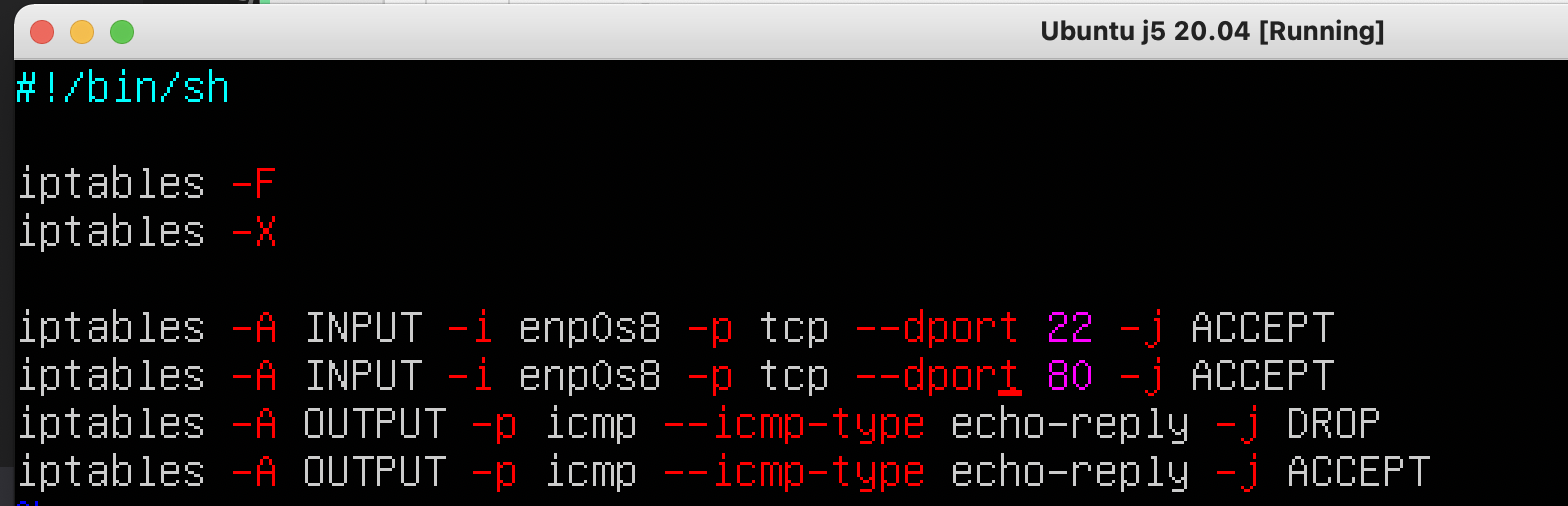 Ubuntu j5 20.04 [Running]
#!/bin/sh
iptables -F
iptables -X
iptables -A INPUT -i enp0s8 -p tcp --dport 22 -j ACCEPT
iptables -A INPUT -i enp0s8 -p tcp --dport 80 -j ACCEPT
iptables -A OUTPUT -p icmp --icmp-type echo-reply -j DROP
iptables -A OUTPUT -p icmp --icmp-type echo-reply -j ACCEPT